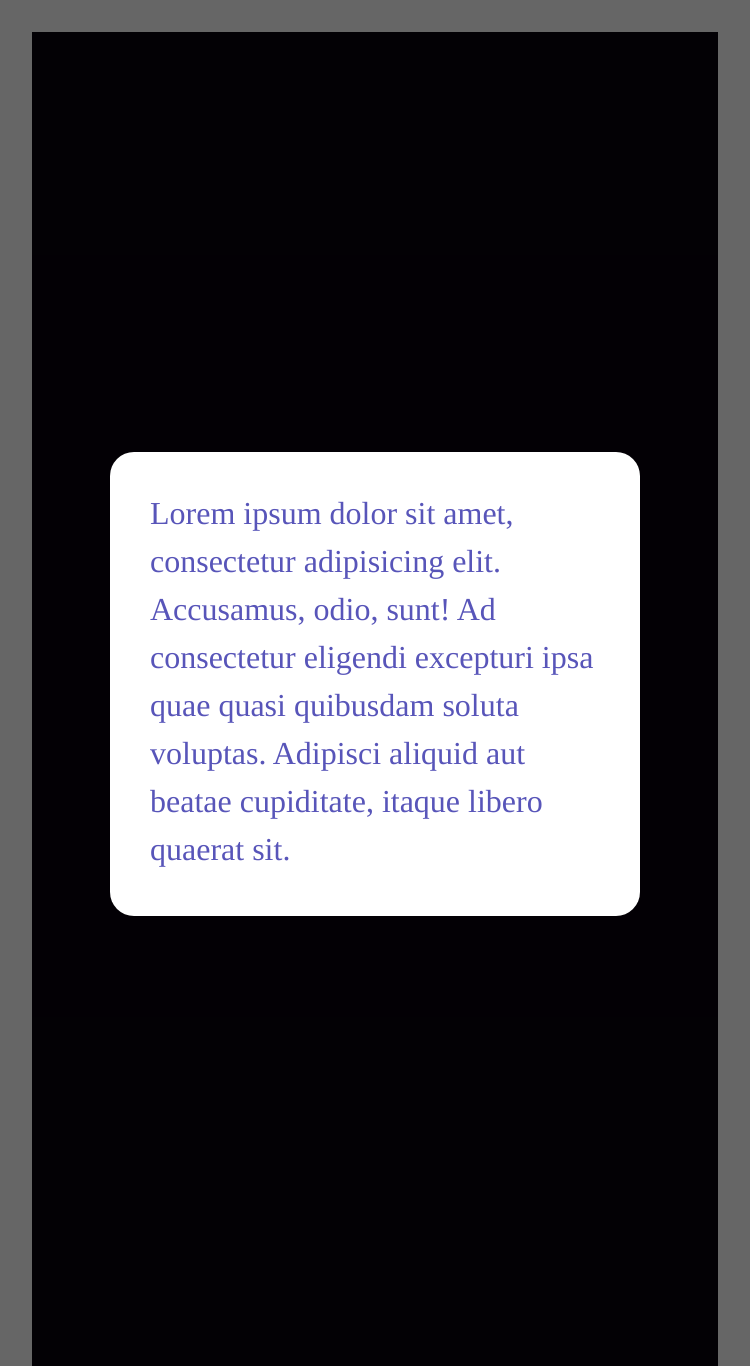 Lorem ipsum dolor sit amet,
consectetur adipisicing elit.
Accusamus, odio, sunt! Ad
consectetur eligendi excepturi ipsa
quae quasi quibusdam soluta
voluptas. Adipisci aliquid aut
beatae cupiditate, itaque libero
quaerat sit.